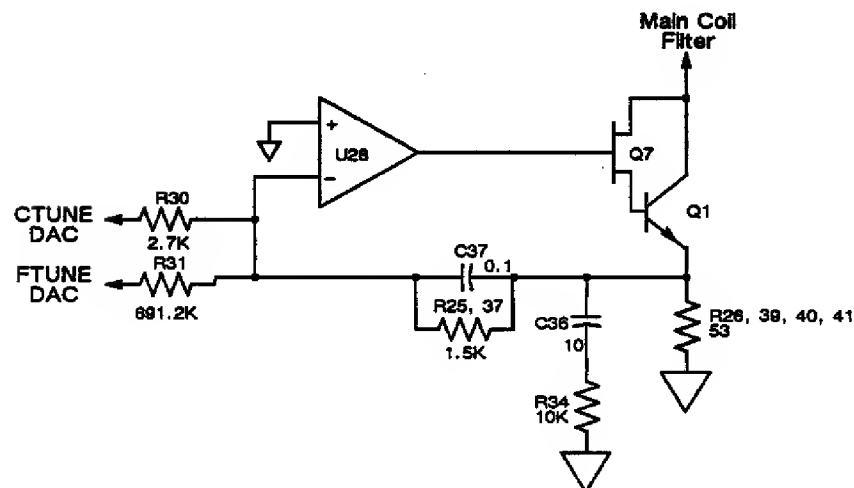 Main Coil
Filter
+
U28
−
Q7
Q1
CTUNE
DAC
R30
2.7K
FTUNE
DAC
R31
691.2K
C37
0.1
R25, 37
1.5K
C36
10
R34
10K
R26, 39, 40, 41
53